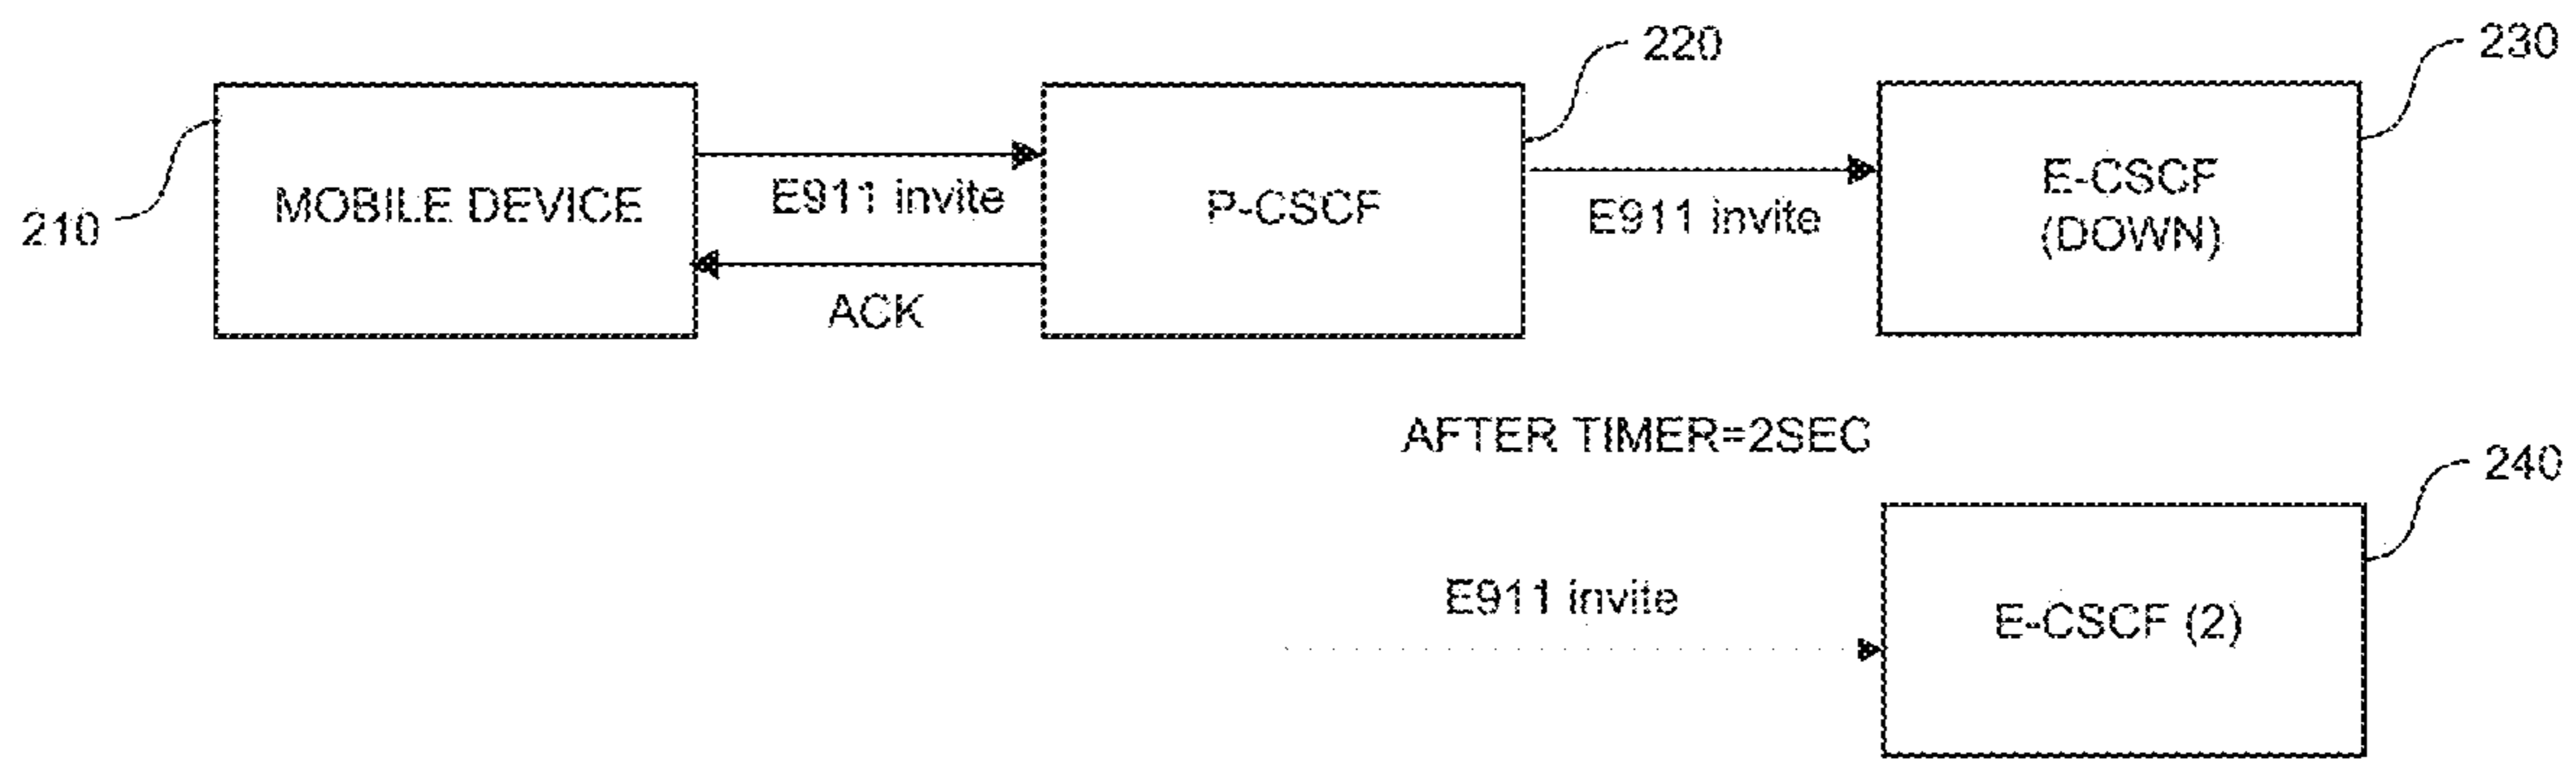 220
230
210
MOBILE DEVICE
E911 invite
ACK
P-CSCF
E911 invite
E-CSCF
(DOWN)
AFTER TIMER=2SEC
240
E911 invite
E-CSCF (2)